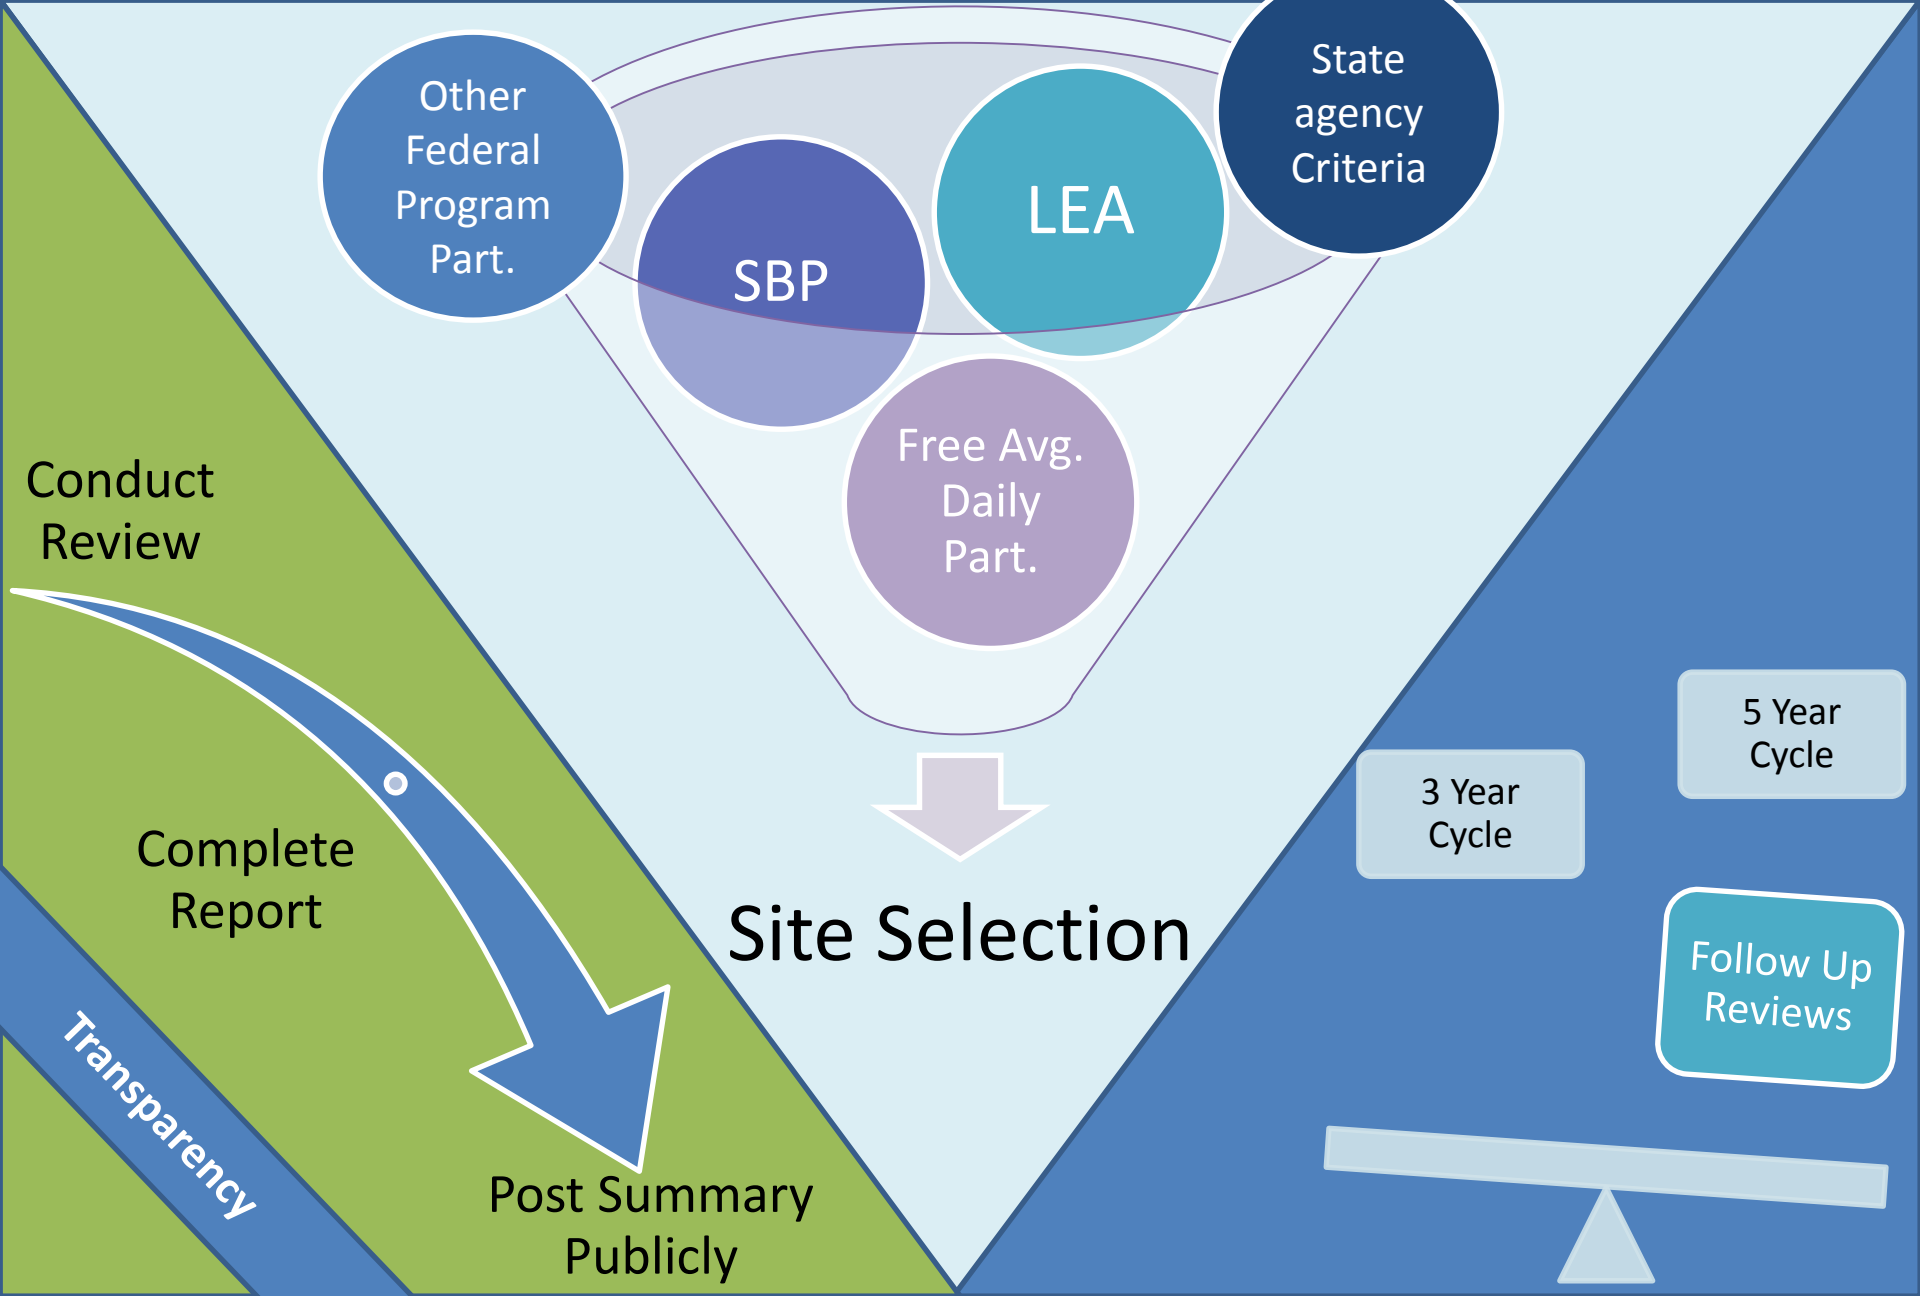 Other
Federal
Program
Part.
SBP
LEA
State
agency
Criteria
Free Avg.
Daily
Part.
Site Selection
Conduct
Review
Complete
Report
Post Summary
Publicly
Transparency
3 Year
Cycle
5 Year
Cycle
Follow Up
Reviews